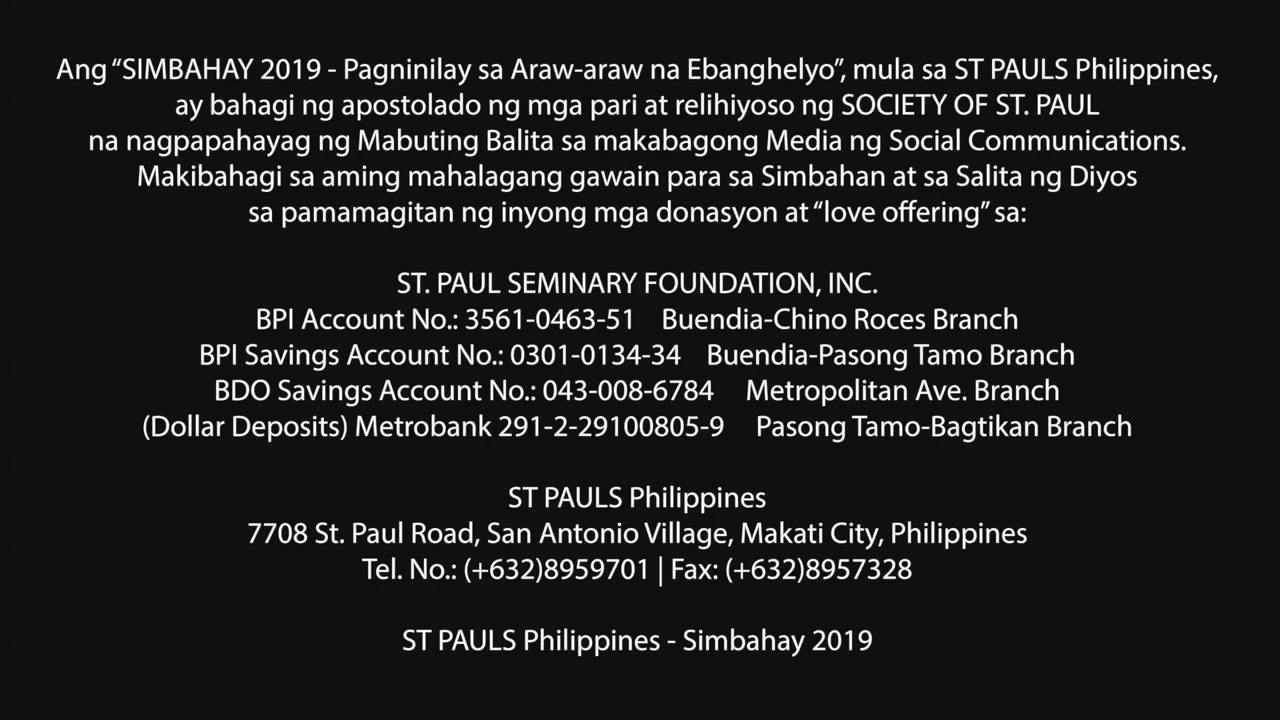 Ang “SIMBAHAY 2019 - Pagninilay sa Araw-araw na Ebanghelyo”, mula sa ST PAULS Philippines,
ay bahagi ng apostolado ng mga pari at relihiyoso ng SOCIETY OF ST. PAUL
na nagpapahayag ng Mabuting Balita sa makabagong Media ng Social Communications.
Makibahagi sa aming mahalagang gawain para sa Simbahan at sa Salita ng Diyos
sa pamamagitan ng inyong mga donasyon at “love offering” sa:
ST. PAUL SEMINARY FOUNDATION, INC.
BPI Account No.: 3561-0463-51 Buendia-Chino Roces Branch
BPI Savings Account No.: 0301-0134-34 Buendia-Pasong Tamo Branch
BDO Savings Account No.: 043-008-6784 Metropolitan Ave. Branch
(Dollar Deposits) Metrobank 291-2-29100805-9 Pasong Tamo-Bagtikan Branch
ST PAULS Philippines
7708 St. Paul Road, San Antonio Village, Makati City, Philippines
Tel. No.: (+632)8959701 | Fax: (+632)8957328
ST PAULS Philippines - Simbahay 2019